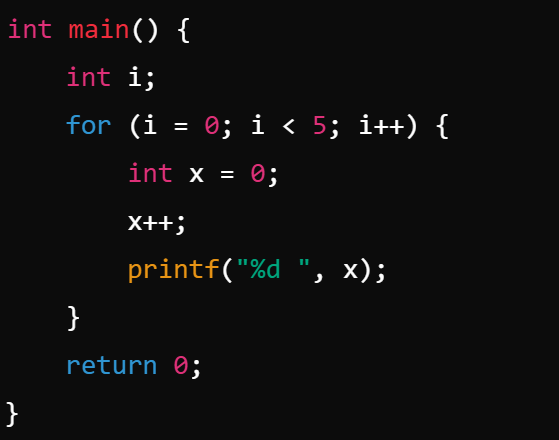 int main() {
    int i;
    for (i = 0; i < 5; i++) {
        int x = 0;
        x++;
        printf("%d ", x);
    }
    return 0;
}